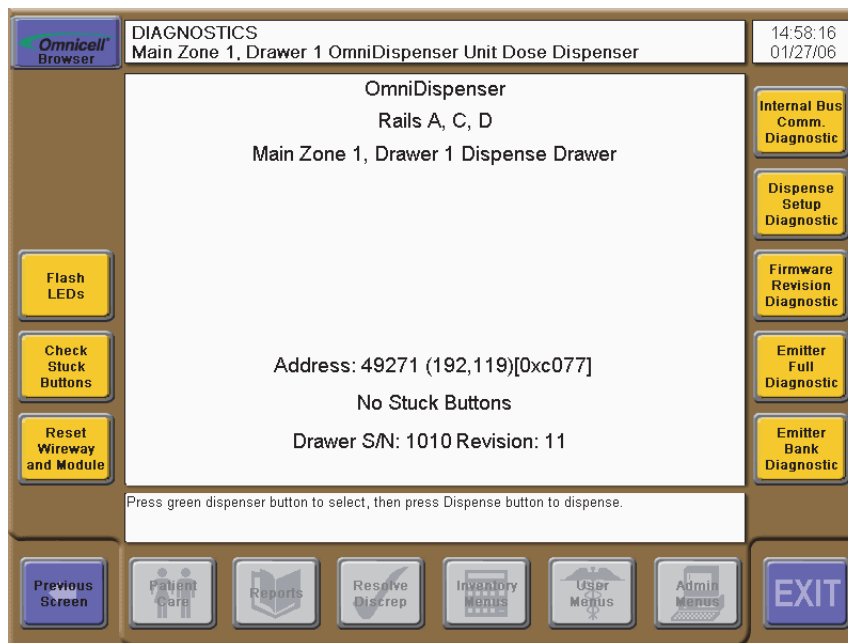 Omnicell
Browser
DIAGNOSTICS
Main Zone 1, Drawer 1 OmniDispenser Unit Dose Dispenser
14:58:16
01/27/06
OmniDispenser
Rails A, C, D
Main Zone 1, Drawer 1 Dispense Drawer
Flash
LEDs
Check
Stuck
Buttons
Reset
Wireway
and Module
Address: 49271 (192,119)[0xc077]
No Stuck Buttons
Drawer S/N: 1010 Revision: 11
Internal Bus
Comm.
Diagnostic
Dispense
Setup
Diagnostic
Firmware
Revision
Diagnostic
Emitter
Full
Diagnostic
Emitter
Bank
Diagnostic
Press green dispenser button to select, then press Dispense button to dispense.
Previous
Screen
Patient
Care
Reports
Resolve
Discrep
Inventory
Menus
User
Menus
Admin
Menus
EXIT